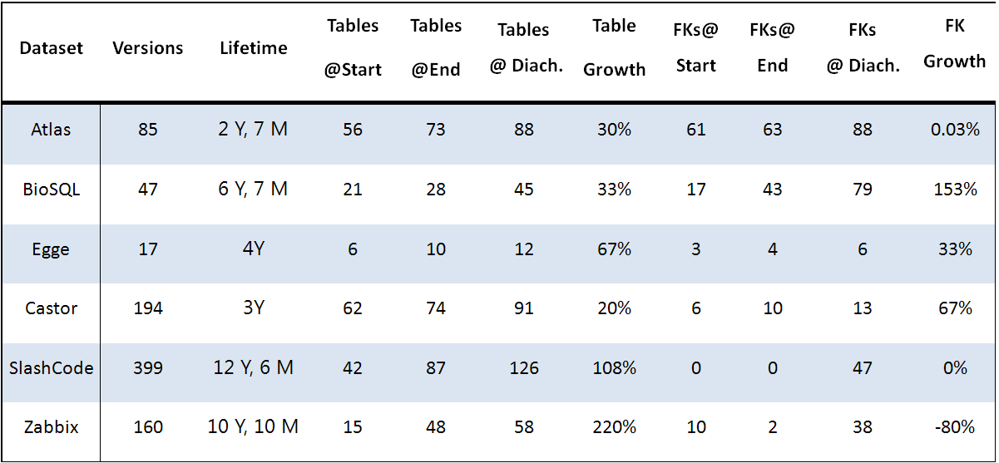 Dataset Versions Lifetime Tables @Start Tables @End Tables @ Diach. Table Growth FKs@ Start FKs@ End FKs @ Diach. FK Growth
Atlas 85 2 Y, 7 M 56 73 88 30% 61 63 88 0.03%
BioSQL 47 6 Y, 7 M 21 28 45 33% 17 43 79 153%
Egge 17 4Y 6 10 12 67% 3 4 6 33%
Castor 194 3Y 62 74 91 20% 6 10 13 67%
SlashCode 399 12 Y, 6 M 42 87 126 108% 0 0 47 0%
Zabbix 160 10 Y, 10 M 15 48 58 220% 10 2 38 -80%